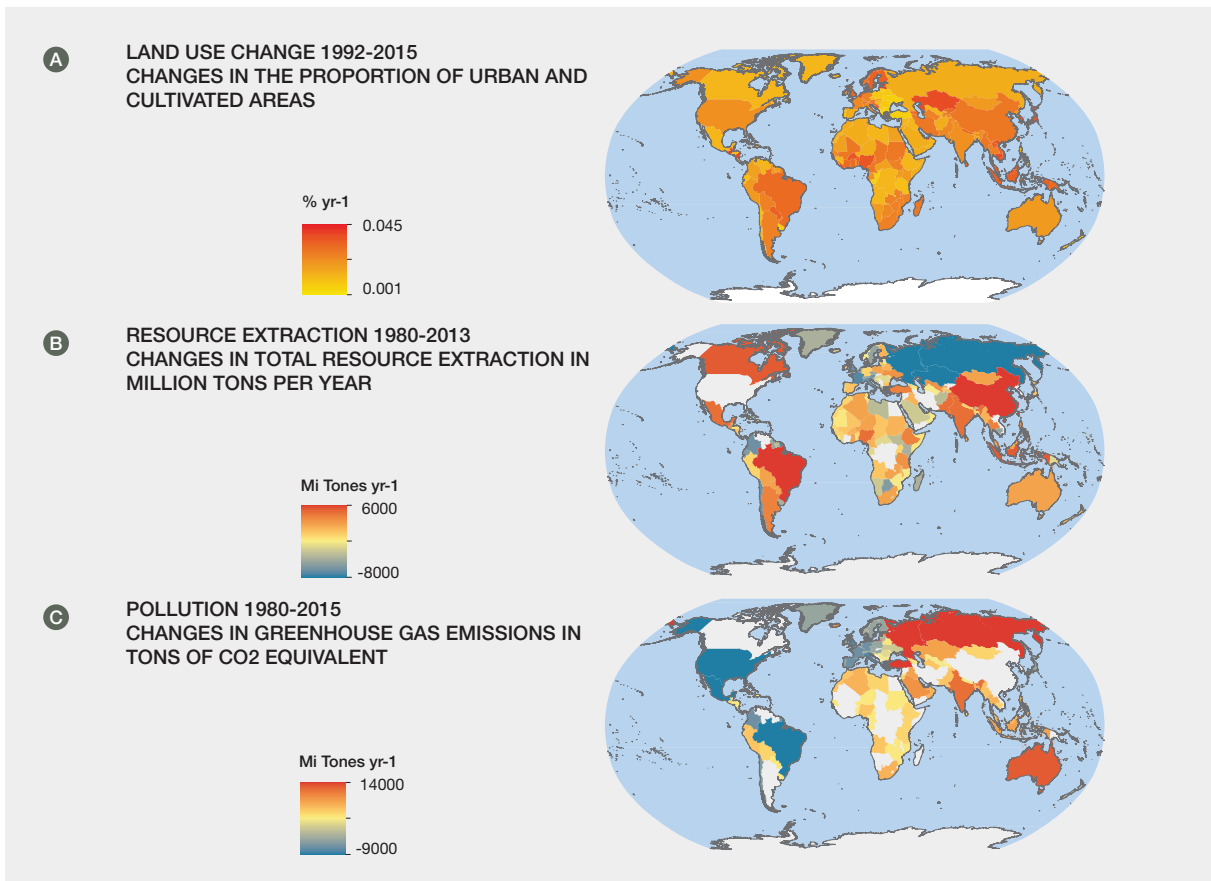 A
LAND USE CHANGE 1992-2015
CHANGES IN THE PROPORTION OF URBAN AND
CULTIVATED AREAS
% yr-1
0.045
0.001
B
RESOURCE EXTRACTION 1980-2013
CHANGES IN TOTAL RESOURCE EXTRACTION IN
MILLION TONS PER YEAR
Mi Tones yr-1
6000
-8000
C
POLLUTION 1980-2015
CHANGES IN GREENHOUSE GAS EMISSIONS IN
TONS OF CO2 EQUIVALENT
Mi Tones yr-1
14000
-9000